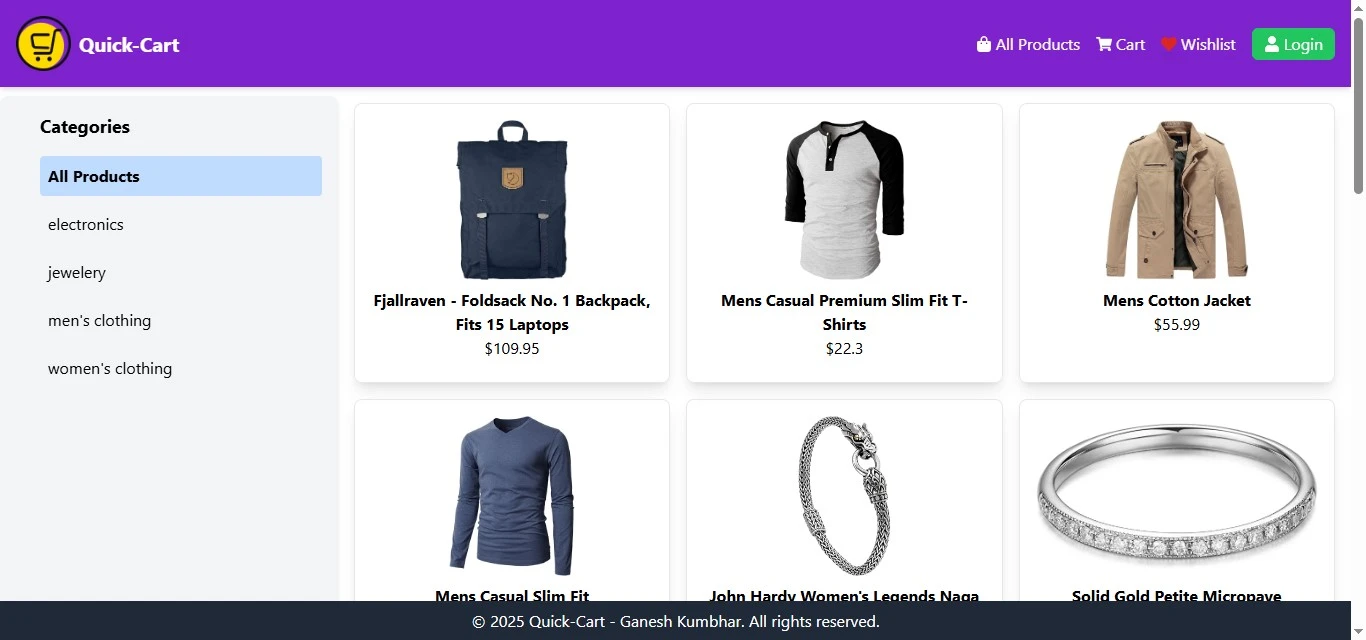 Quick-Cart
All Products
Cart
Wishlist
Login
Categories
All Products
electronics
jewelery
men's clothing
women's clothing
Fjallraven - Foldsack No. 1 Backpack,
Fits 15 Laptops
$109.95
Mens Casual Premium Slim Fit T-
Shirts
$22.3
Mens Cotton Jacket
$55.99
Mens Casual Slim Fit
John Hardy Women's Legends Naga
Solid Gold Petite Micropave
© 2025 Quick-Cart - Ganesh Kumbhar. All rights reserved.